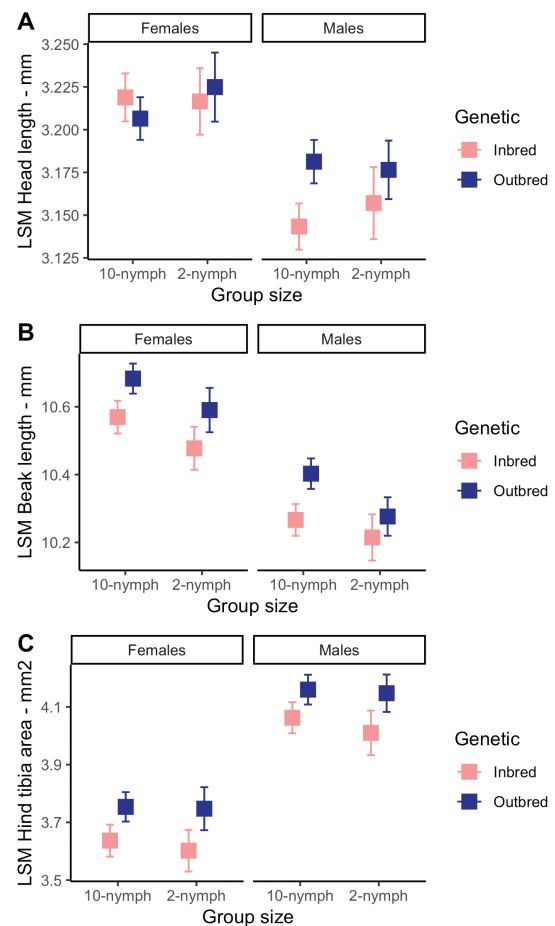 A
Females
Males
LSM Head length - mm
3.250
3.225
3.200
3.175
3.150
3.125
10-nymph
2-nymph
10-nymph
2-nymph
Group size
Genetic
Inbred
Outbred
B
Females
Males
LSM Beak length - mm
10.6
10.4
10.2
10-nymph
2-nymph
10-nymph
2-nymph
Group size
Genetic
Inbred
Outbred
C
Females
Males
LSM Hind tibia area - mm2
4.1
3.9
3.7
3.5
10-nymph
2-nymph
10-nymph
2-nymph
Group size
Genetic
Inbred
Outbred